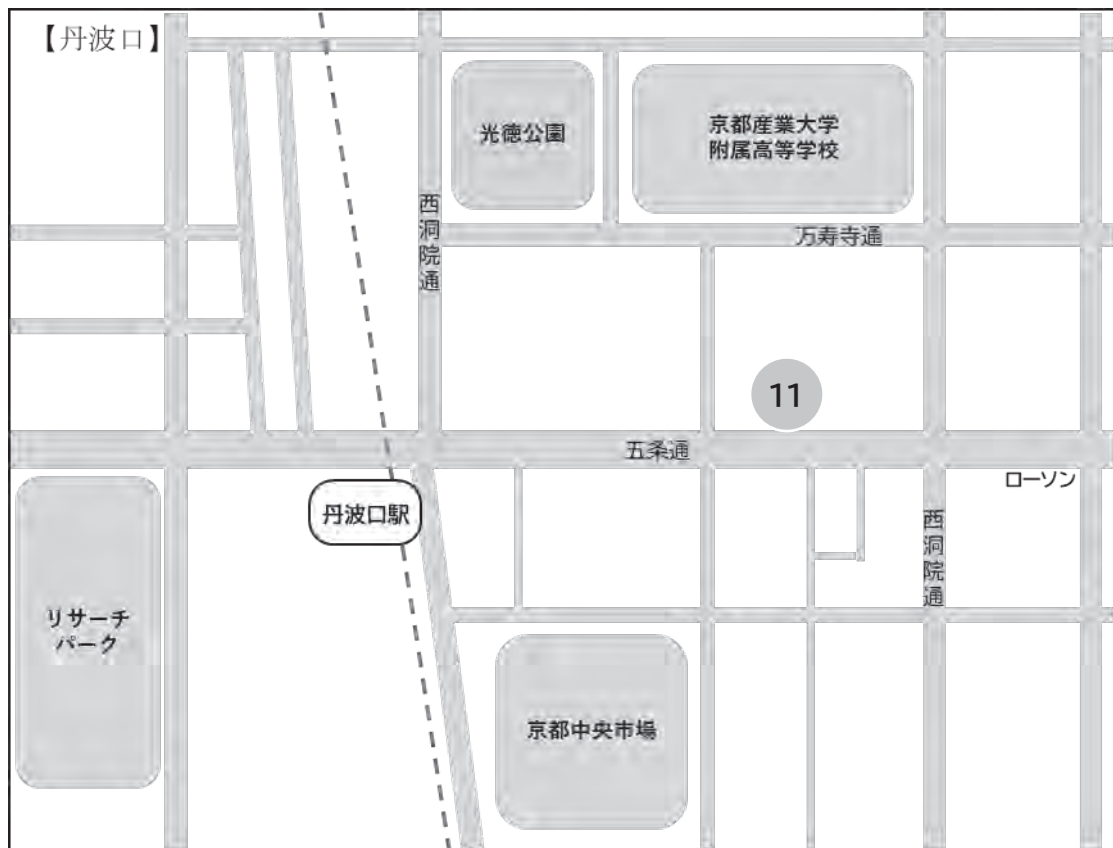 【丹波口】
光徳公園
京都産業大学
附属高等学校
西洞院通
万寿寺通
11
五条通
ローソン
丹波口駅
西洞院通
リサーチ
パーク
京都中央市場